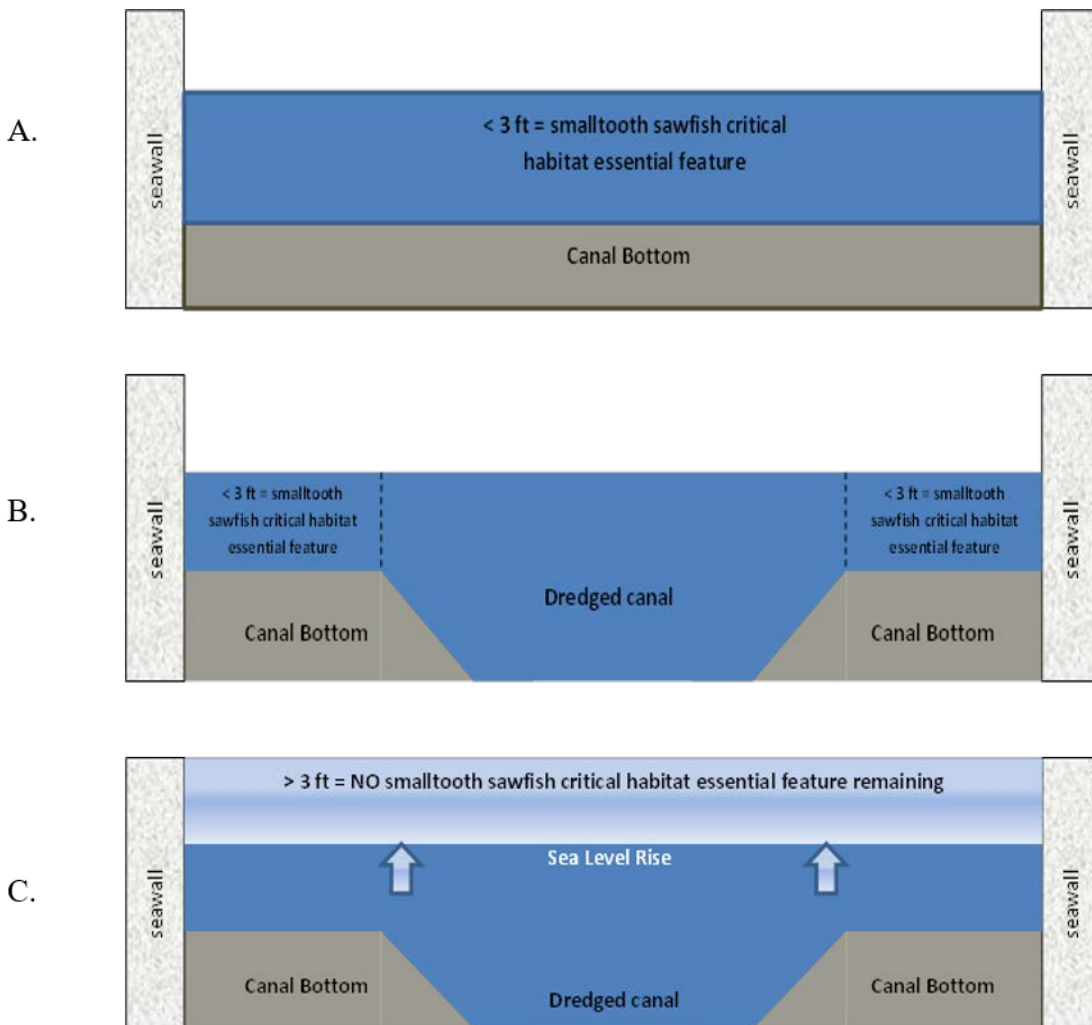 A.
seawall
< 3 ft = smalltooth sawfish critical
habitat essential feature
Canal Bottom
seawall
B.
seawall
< 3 ft = smalltooth
sawfish critical habitat
essential feature
Canal Bottom
Dredged canal
< 3 ft = smalltooth
sawfish critical habitat
essential feature
Canal Bottom
seawall
C.
seawall
> 3 ft = NO smalltooth sawfish critical habitat essential feature remaining
Sea Level Rise
Canal Bottom
Dredged canal
Canal Bottom
seawall